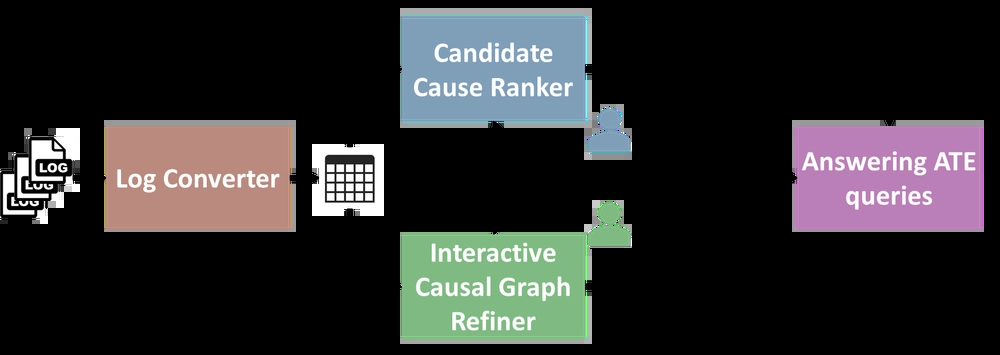 Candidate
Cause Ranker
LOG
LOG
LOG
Log Converter
Answering ATE
queries
Interactive
Causal Graph
Refiner